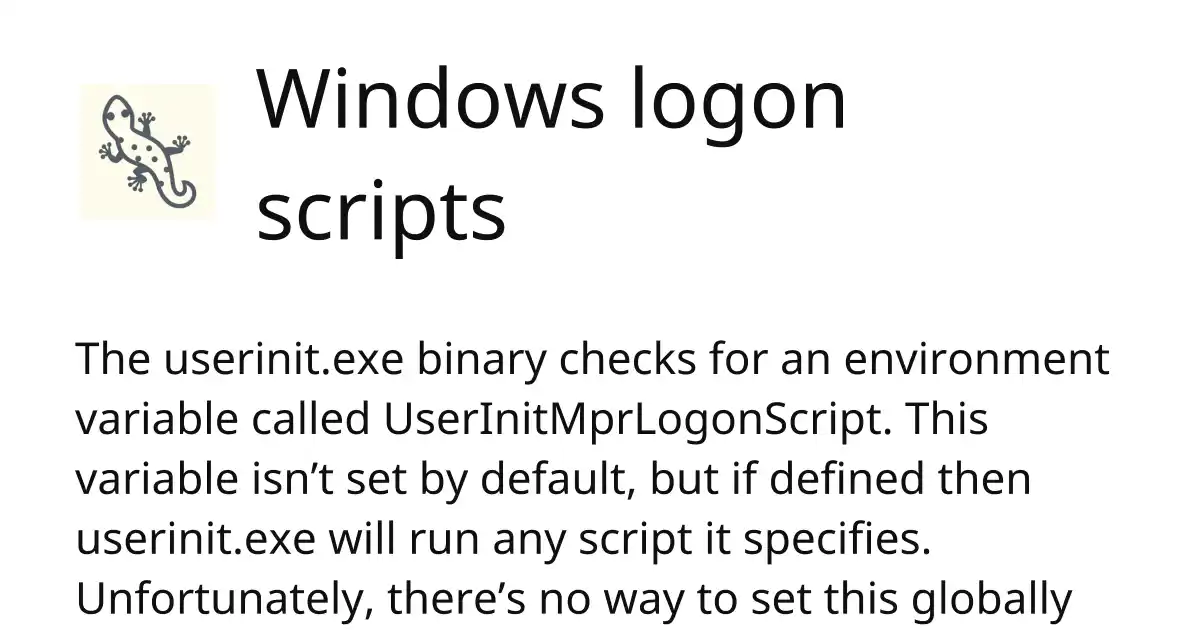 Windows logon
scripts
The userinit.exe binary checks for an environment
variable called UserInitMprLogonScript. This
variable isn’t set by default, but if defined then
userinit.exe will run any script it specifies.
Unfortunately, there’s no way to set this globally